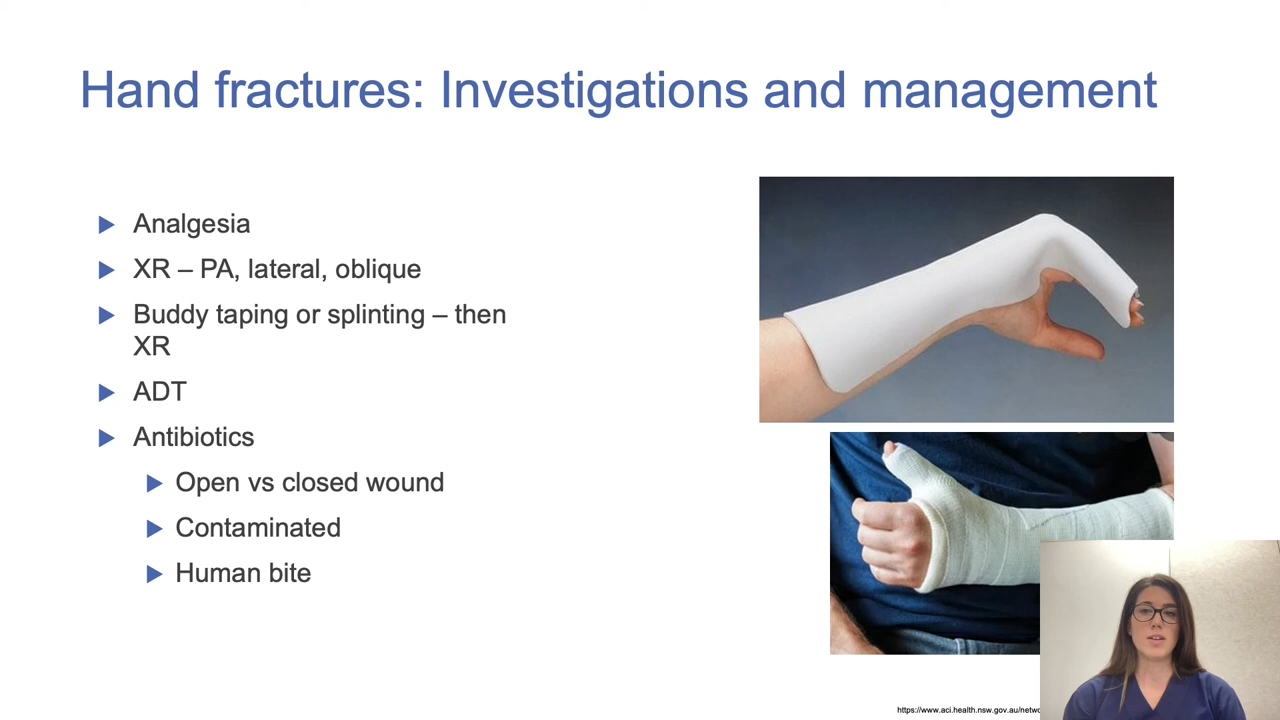 Hand fractures: Investigations and management
Analgesia
XR – PA, lateral, oblique
Buddy taping or splinting – then
XR
ADT
Antibiotics
Open vs closed wound
Contaminated
Human bite
https://www.aci.health.nsw.gov.au/netwo